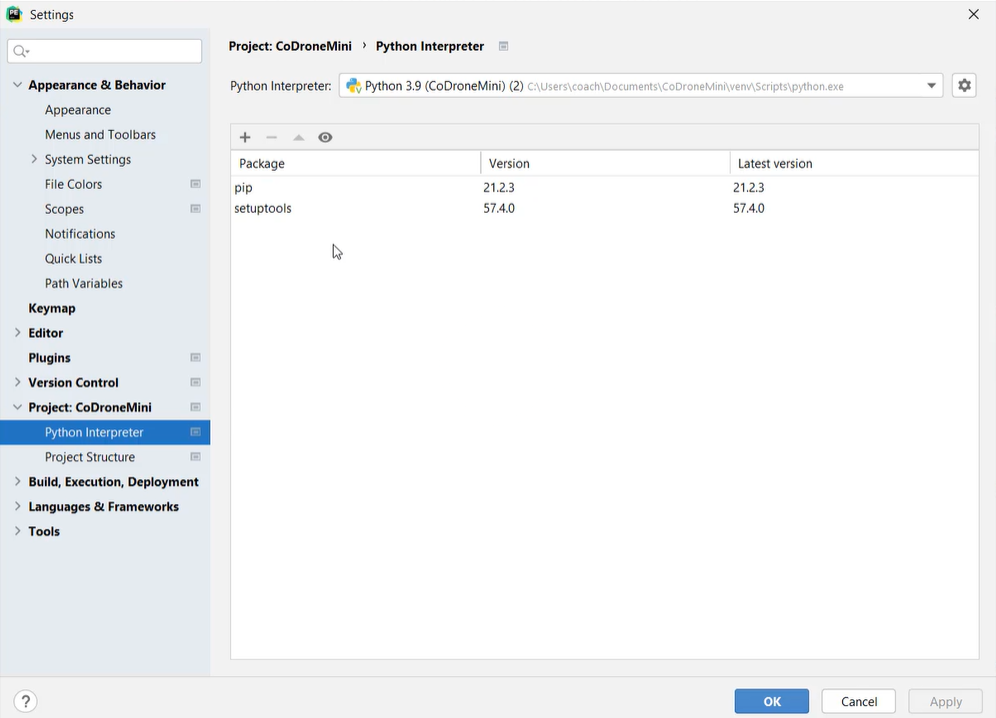 Settings
Appearance & Behavior
Appearance
Menus and Toolbars
System Settings
File Colors
Scopes
Notifications
Quick Lists
Path Variables
Keymap
Editor
Plugins
Version Control
Project: CoDroneMini
Python Interpreter
Project Structure
Build, Execution, Deployment
Languages & Frameworks
Tools
Project: CoDroneMini › Python Interpreter
Python Interpreter: Python 3.9 (CoDroneMini) (2) C:\Users\coach\Documents\CoDroneMini\venv\Scripts\python.exe
Package Version Latest version
pip 21.2.3 21.2.3
setuptools 57.4.0 57.4.0
? OK Cancel Apply